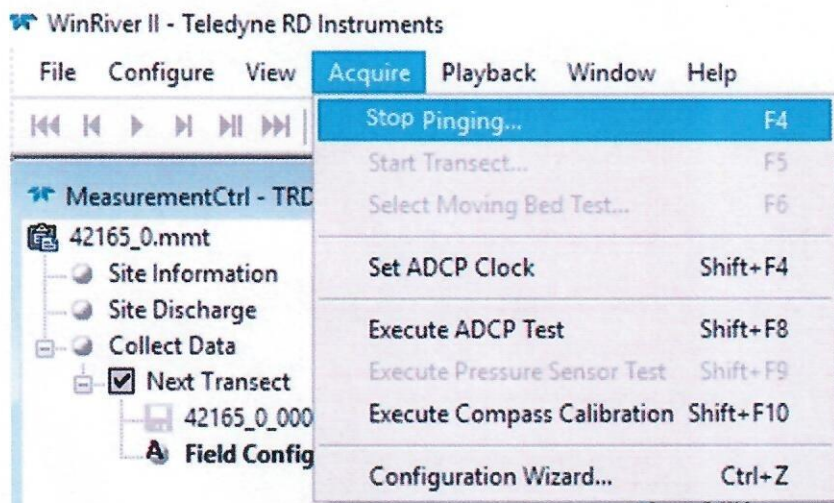 WinRiver II - Teledyne RD Instruments
File Configure View Acquire Playback Window Help
Stop Pinging... F4
Start Transect... F5
Select Moving Bed Test... F6
Set ADCP Clock Shift+F4
Execute ADCP Test Shift+F8
Execute Pressure Sensor Test Shift+F9
Execute Compass Calibration Shift+F10
Configuration Wizard... Ctrl+Z
MeasurementCtrl - TRD
42165_0.mmt
Site Information
Site Discharge
Collect Data
Next Transect
42165_0_000
Field Config